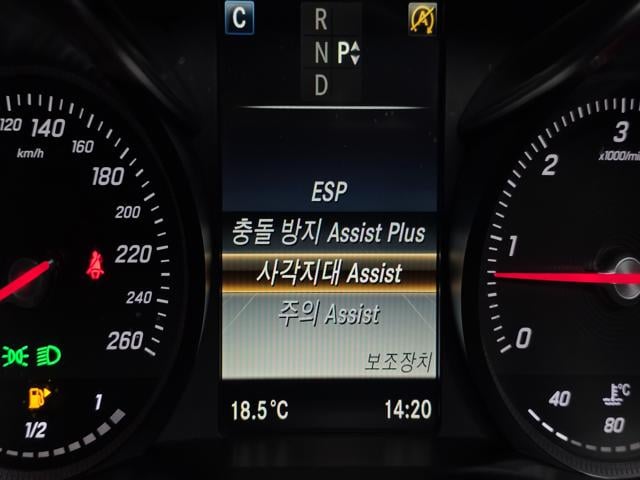 C
R
N P
D
A
120 140 160 180 200 220 240 260
km/h
ESP
충돌 방지 Assist Plus
사각지대 Assist
주의 Assist
보조장치
18.5°C 14:20
1/2 1
3 2 1 0
x1000/min
40 80
°C